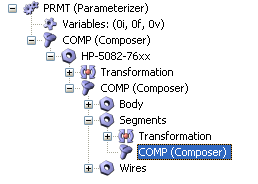 PRMT (Parameterizer)
Variables: (0i, 0f, 0v)
COMP (Composer)
HP-5082-76xx
Transformation
COMP (Composer)
Body
Segments
Transformation
COMP (Composer)
Wires